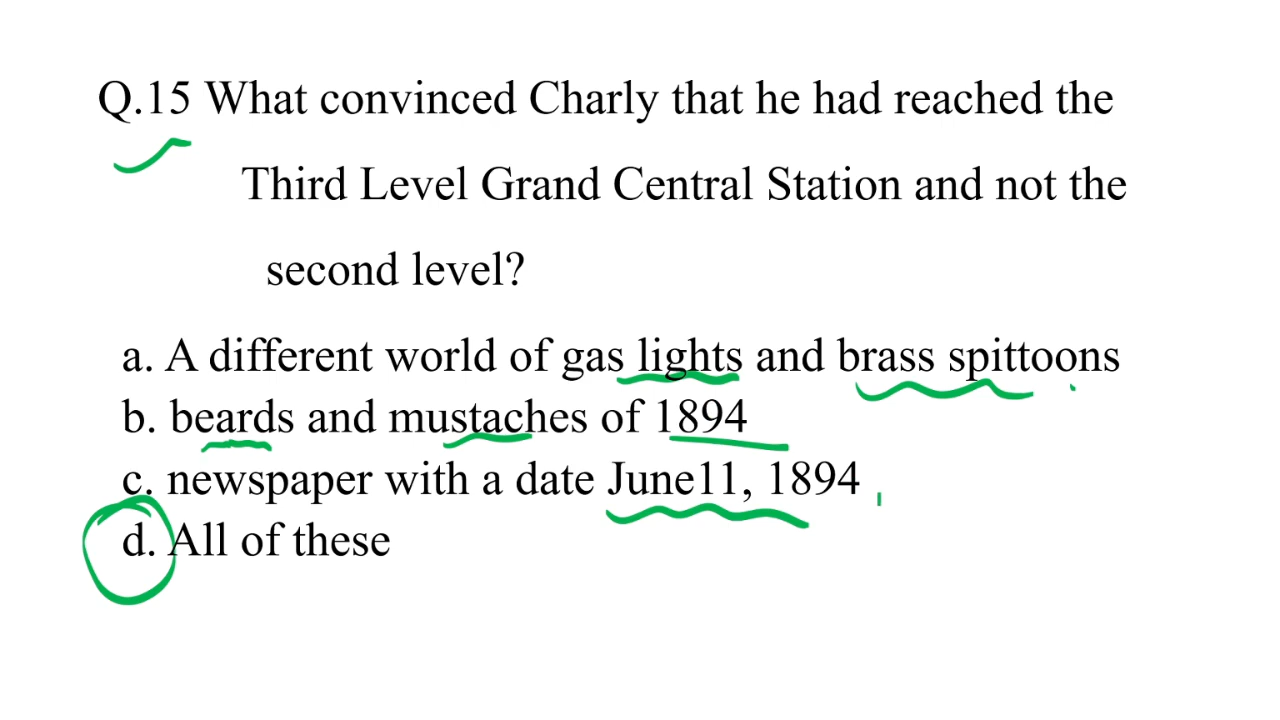 Q.15 What convinced Charly that he had reached the
Third Level Grand Central Station and not the
second level?
a. A different world of gas lights and brass spittoons
b. beards and mustaches of 1894
c. newspaper with a date June11, 1894
d. All of these